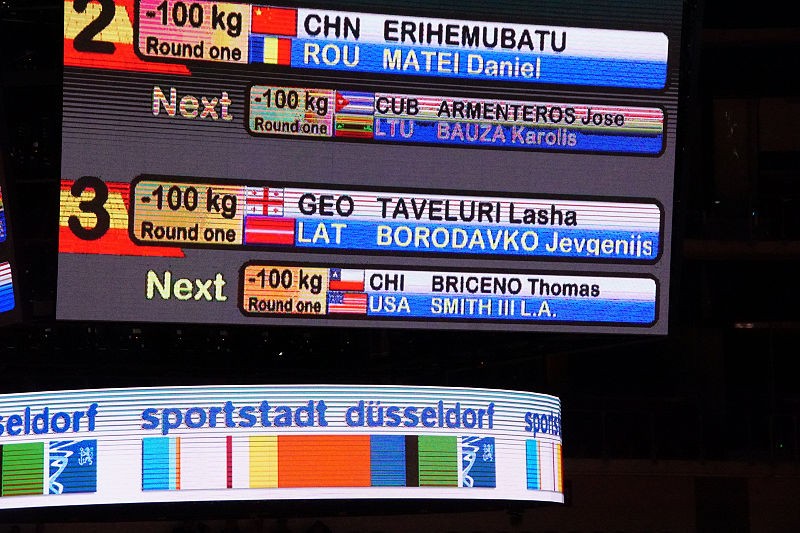 2 -100 kg CHN ERIHEMUBATU
Round one ROU MATEI Daniel
Next -100 kg CUB ARMENTEROS Jose
Round one LTU BAUZA Karolis
3 -100 kg GEO TAVELURI Lasha
Round one LAT BORODAVKO Jevgenijs
Next -100 kg CHI BRICENO Thomas
Round one USA SMITH III L.A.
seldorf sportstadt düsseldorf sports